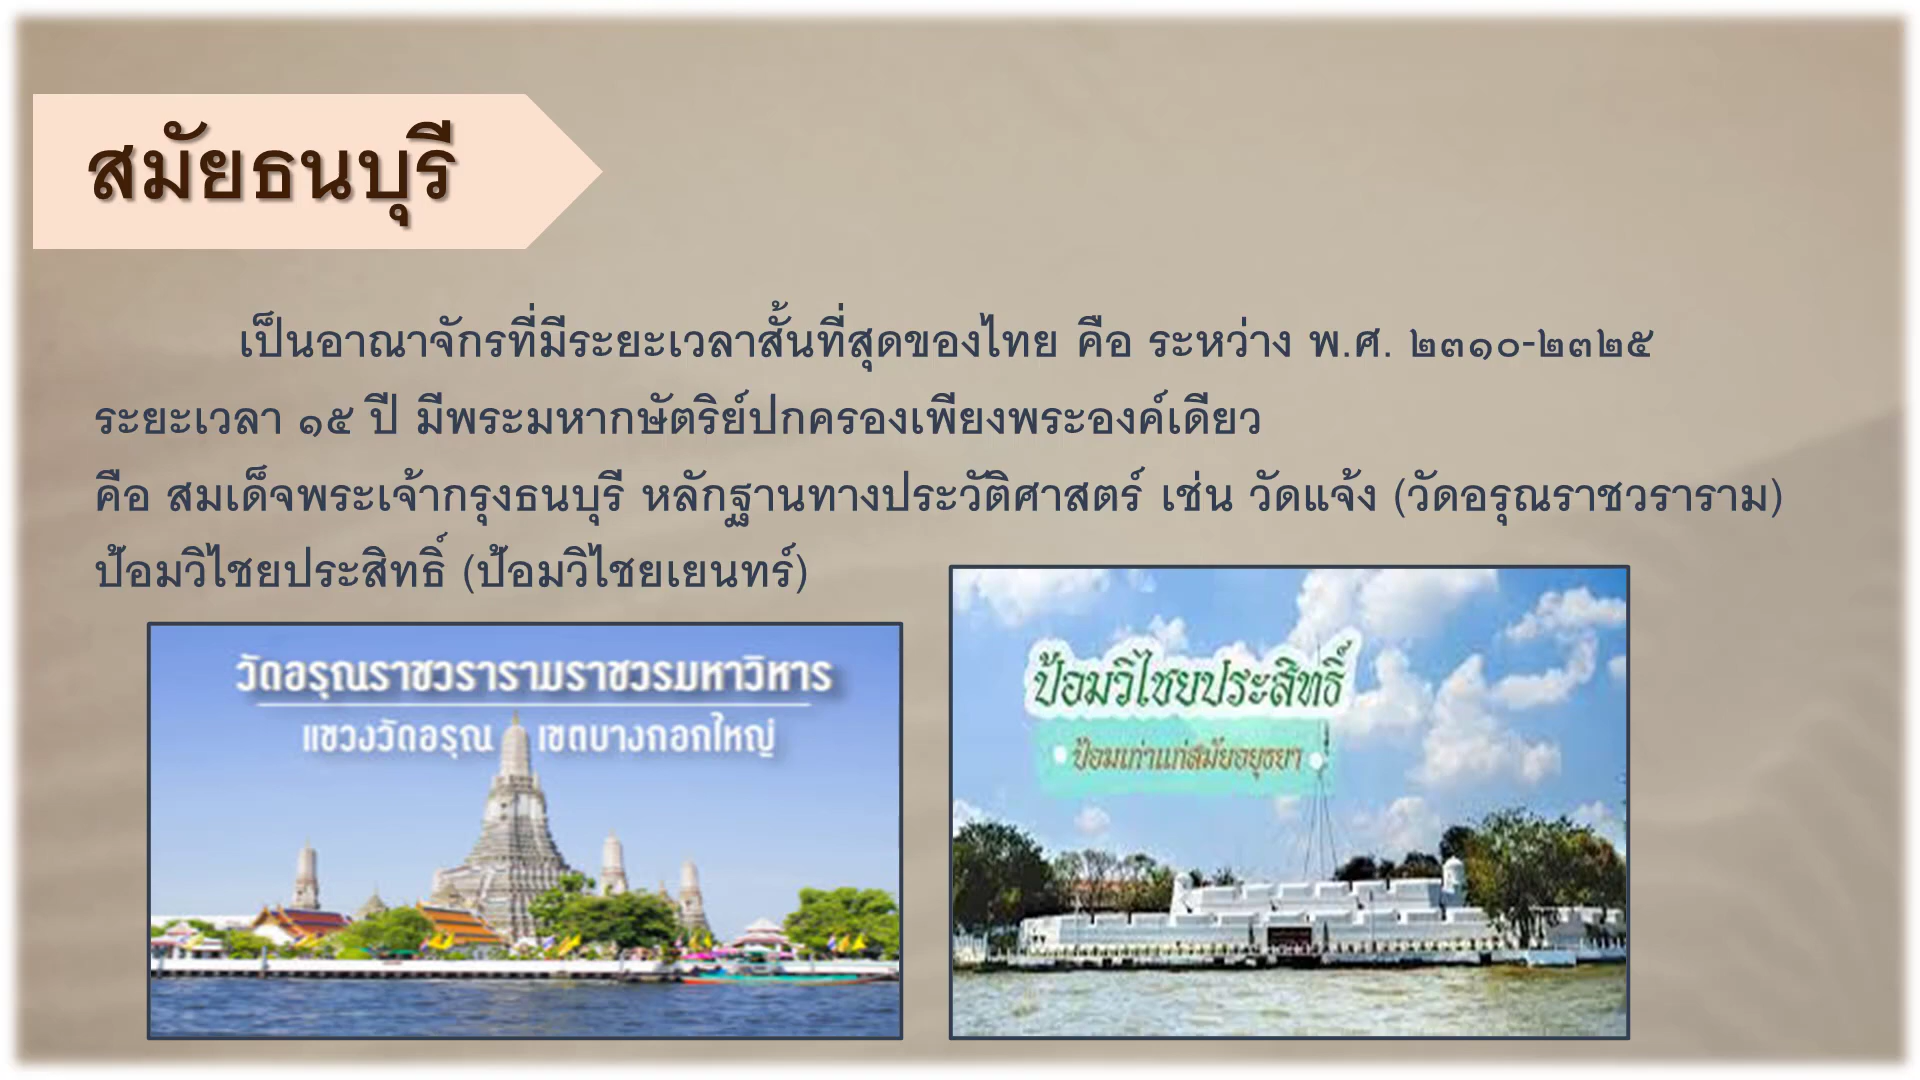 สมัยธนบุรี
เป็นอาณาจักรที่มีระยะเวลาสั้นที่สุดของไทย คือ ระหว่าง พ.ศ. ๒๓๑๐-๒๓๒๕
ระยะเวลา ๑๕ ปี มีพระมหากษัตริย์ปกครองเพียงพระองค์เดียว
คือ สมเด็จพระเจ้ากรุงธนบุรี หลักฐานทางประวัติศาสตร์ เช่น วัดแจ้ง (วัดอรุณราชวราราม)
ป้อมวิไชยประสิทธิ์ (ป้อมวิไชยเยนทร์)
วัดอรุณราชวรารามราชวรมหาวิหาร
แขวงวัดอรุณ เขตบางกอกใหญ่
ป้อมวิไชยประสิทธิ์
ป้อมเก่าแก่สมัยอยุธยา